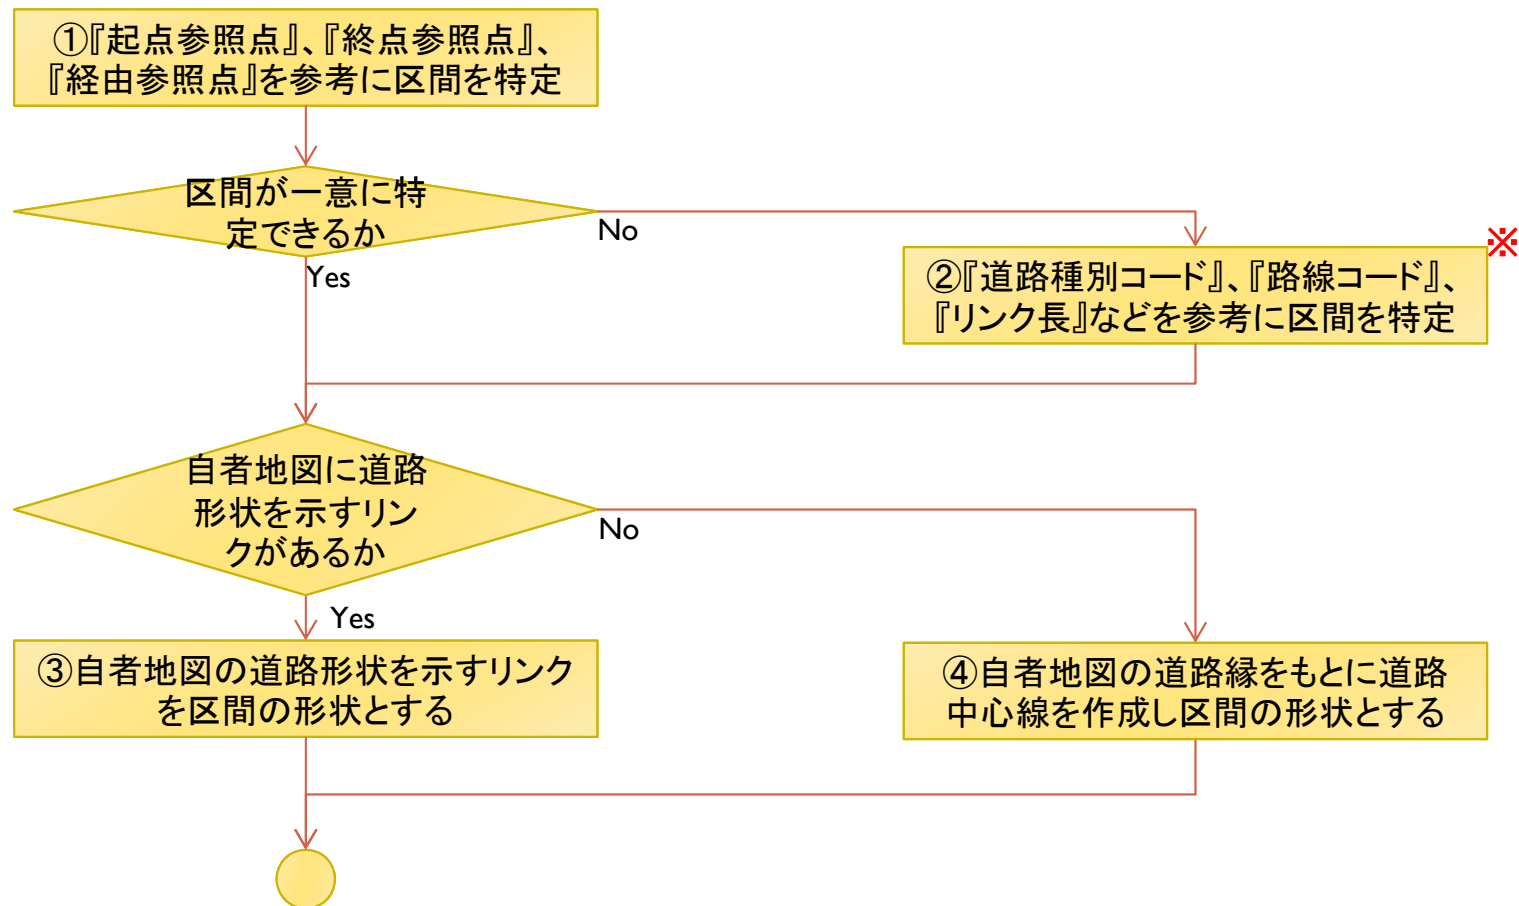 ①『起点参照点』、『終点参照点』、
『経由参照点』を参考に区間を特定
区間が一意に特
定できるか
No
Yes
※
②『道路種別コード』、『路線コード』、
『リンク長』などを参考に区間を特定
自者地図に道路
形状を示すリン
クがあるか
No
Yes
③自者地図の道路形状を示すリンク
を区間の形状とする
④自者地図の道路縁をもとに道路
中心線を作成し区間の形状とする